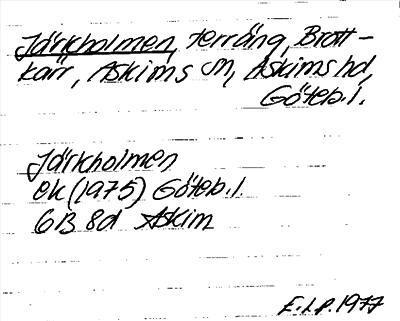 Järkholmen, terräng, Brott-
kärr, Askims sn, Askims hd,
Göteb. l.
Järkholmen
ek (1975) Göteb. l.
6B 8d Askim
F.L.P. 1977